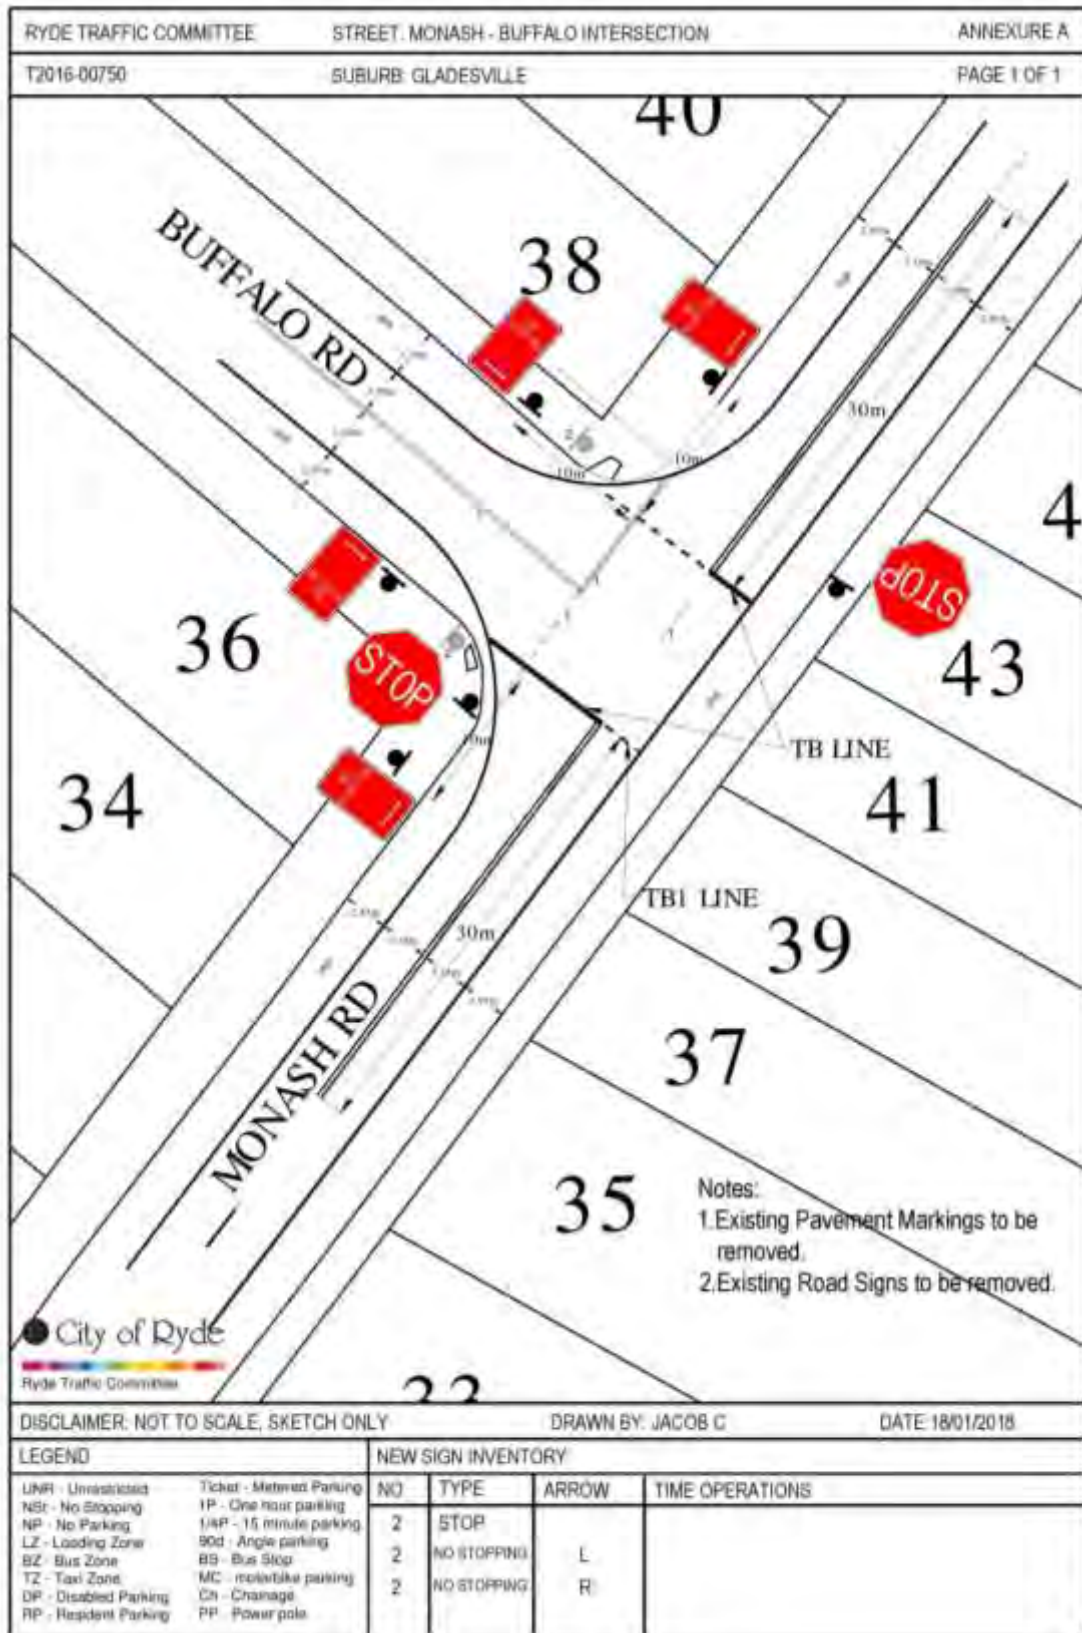 RYDE TRAFFIC COMMITTEE STREET. MONASH - BUFFALO INTERSECTION ANNEXURE A
T2016-00750 SUBURB: GLADESVILLE PAGE 1 OF 1
40
BUFFALO RD
38
30m
10m 10m
4
STOP
36
STOP
43
10m
TB LINE
34
41
TB1 LINE
30m
39
MONASH RD
37
35
Notes:
1.Existing Pavement Markings to be
removed.
2.Existing Road Signs to be removed.
City of Ryde
Ryde Traffic Committee
33
DISCLAIMER: NOT TO SCALE, SKETCH ONLY DRAWN BY: JACOB C DATE:18/01/2018
LEGEND
UNR - Unrestricted Ticket - Metered Parking
NSt - No Stopping 1P - One hour parking
NP - No Parking 1/4P - 15 minute parking
LZ - Loading Zone 90d - Angle parking
BZ - Bus Zone BS - Bus Stop
TZ - Taxi Zone MC - motorbike parking
DP - Disabled Parking Ch - Chainage
RP - Resident Parking PP - Power pole
NEW SIGN INVENTORY
NO TYPE ARROW TIME OPERATIONS
2 STOP
2 NO STOPPING L
2 NO STOPPING R